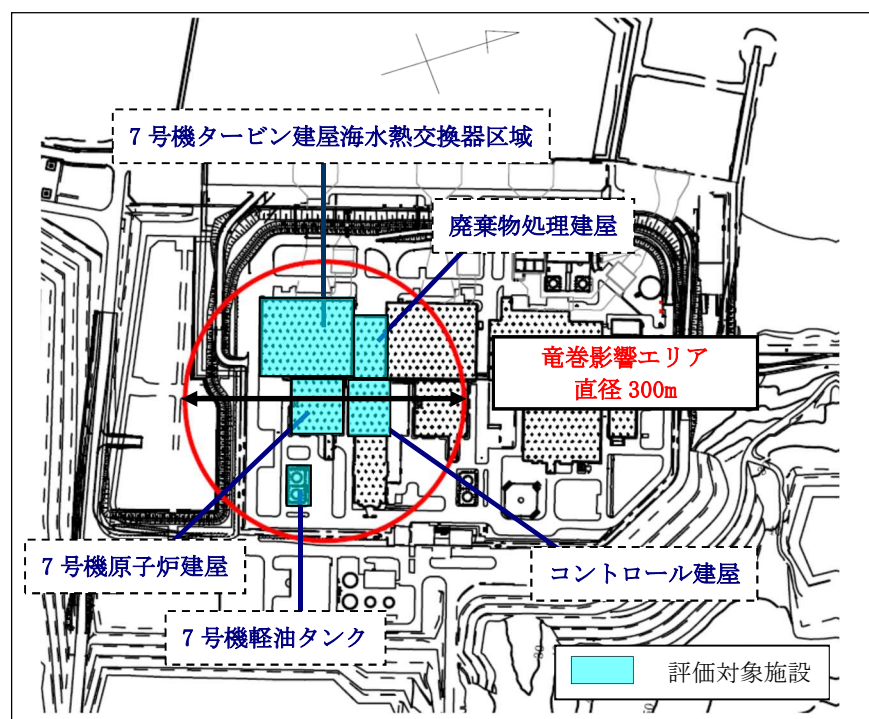 7号機タービン建屋海水熱交換器区域
廃棄物処理建屋
竜巻影響エリア
直径 300m
7号機原子炉建屋
コントロール建屋
7号機軽油タンク
評価対象施設